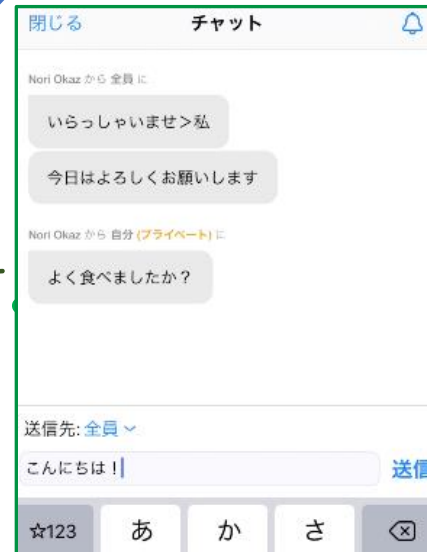 閉じる チャット
Nori Okaz から 全員 に
いらっしゃいませ＞私
今日はよろしくお願いします
Nori Okaz から 自分 (プライベート) に
よく食べましたか？
送信先: 全員
こんにちは！ 送信
☆123 あ か さ